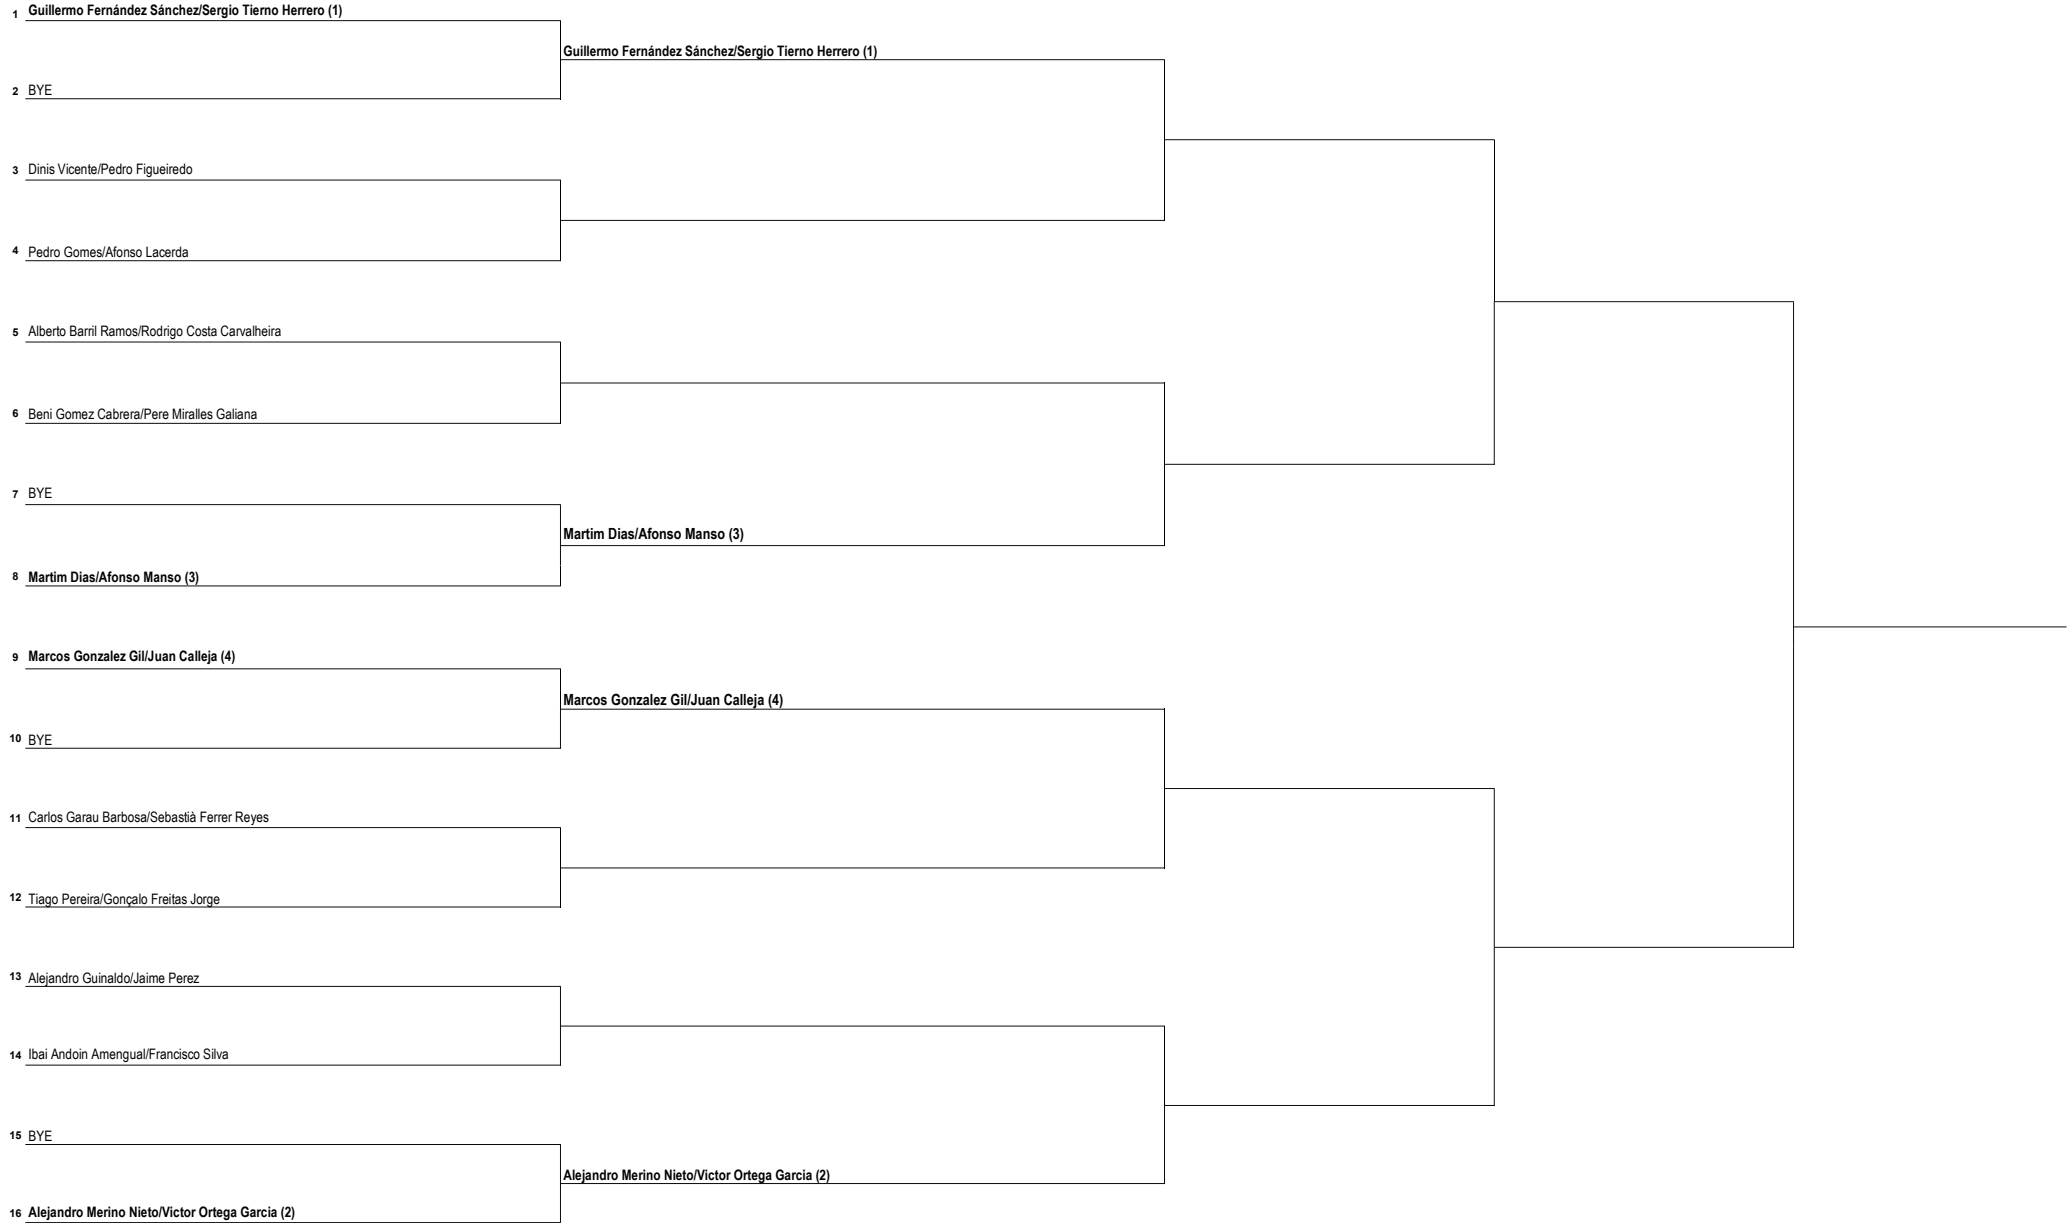 1 Guillermo Fernández Sánchez/Sergio Tierno Herrero (1)
Guillermo Fernández Sánchez/Sergio Tierno Herrero (1)
2 BYE
3 Dinis Vicente/Pedro Figueiredo
4 Pedro Gomes/Afonso Lacerda
5 Alberto Barril Ramos/Rodrigo Costa Carvalheira
6 Beni Gomez Cabrera/Pere Miralles Galiana
7 BYE
Martim Dias/Afonso Manso (3)
8 Martim Dias/Afonso Manso (3)
9 Marcos Gonzalez Gil/Juan Calleja (4)
Marcos Gonzalez Gil/Juan Calleja (4)
10 BYE
11 Carlos Garau Barbosa/Sebastià Ferrer Reyes
12 Tiago Pereira/Gonçalo Freitas Jorge
13 Alejandro Guinaldo/Jaime Perez
14 Ibai Andoin Amengual/Francisco Silva
15 BYE
Alejandro Merino Nieto/Victor Ortega Garcia (2)
16 Alejandro Merino Nieto/Victor Ortega Garcia (2)